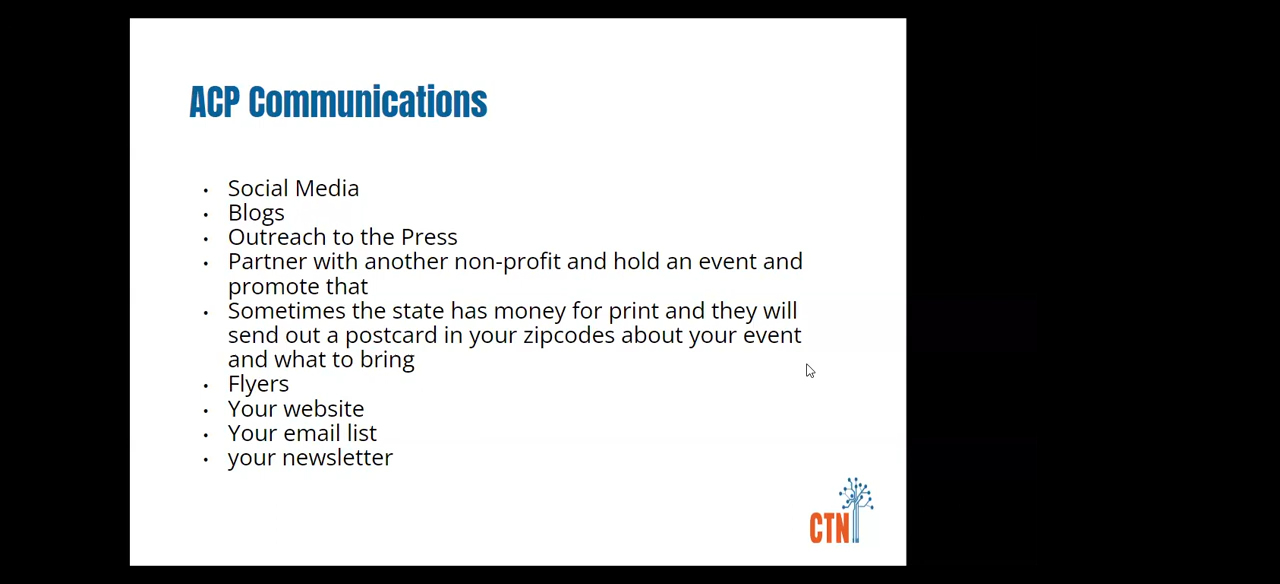 ACP Communications
• Social Media
• Blogs
• Outreach to the Press
• Partner with another non-profit and hold an event and
promote that
• Sometimes the state has money for print and they will
send out a postcard in your zipcodes about your event
and what to bring
• Flyers
• Your website
• Your email list
• your newsletter
CTN